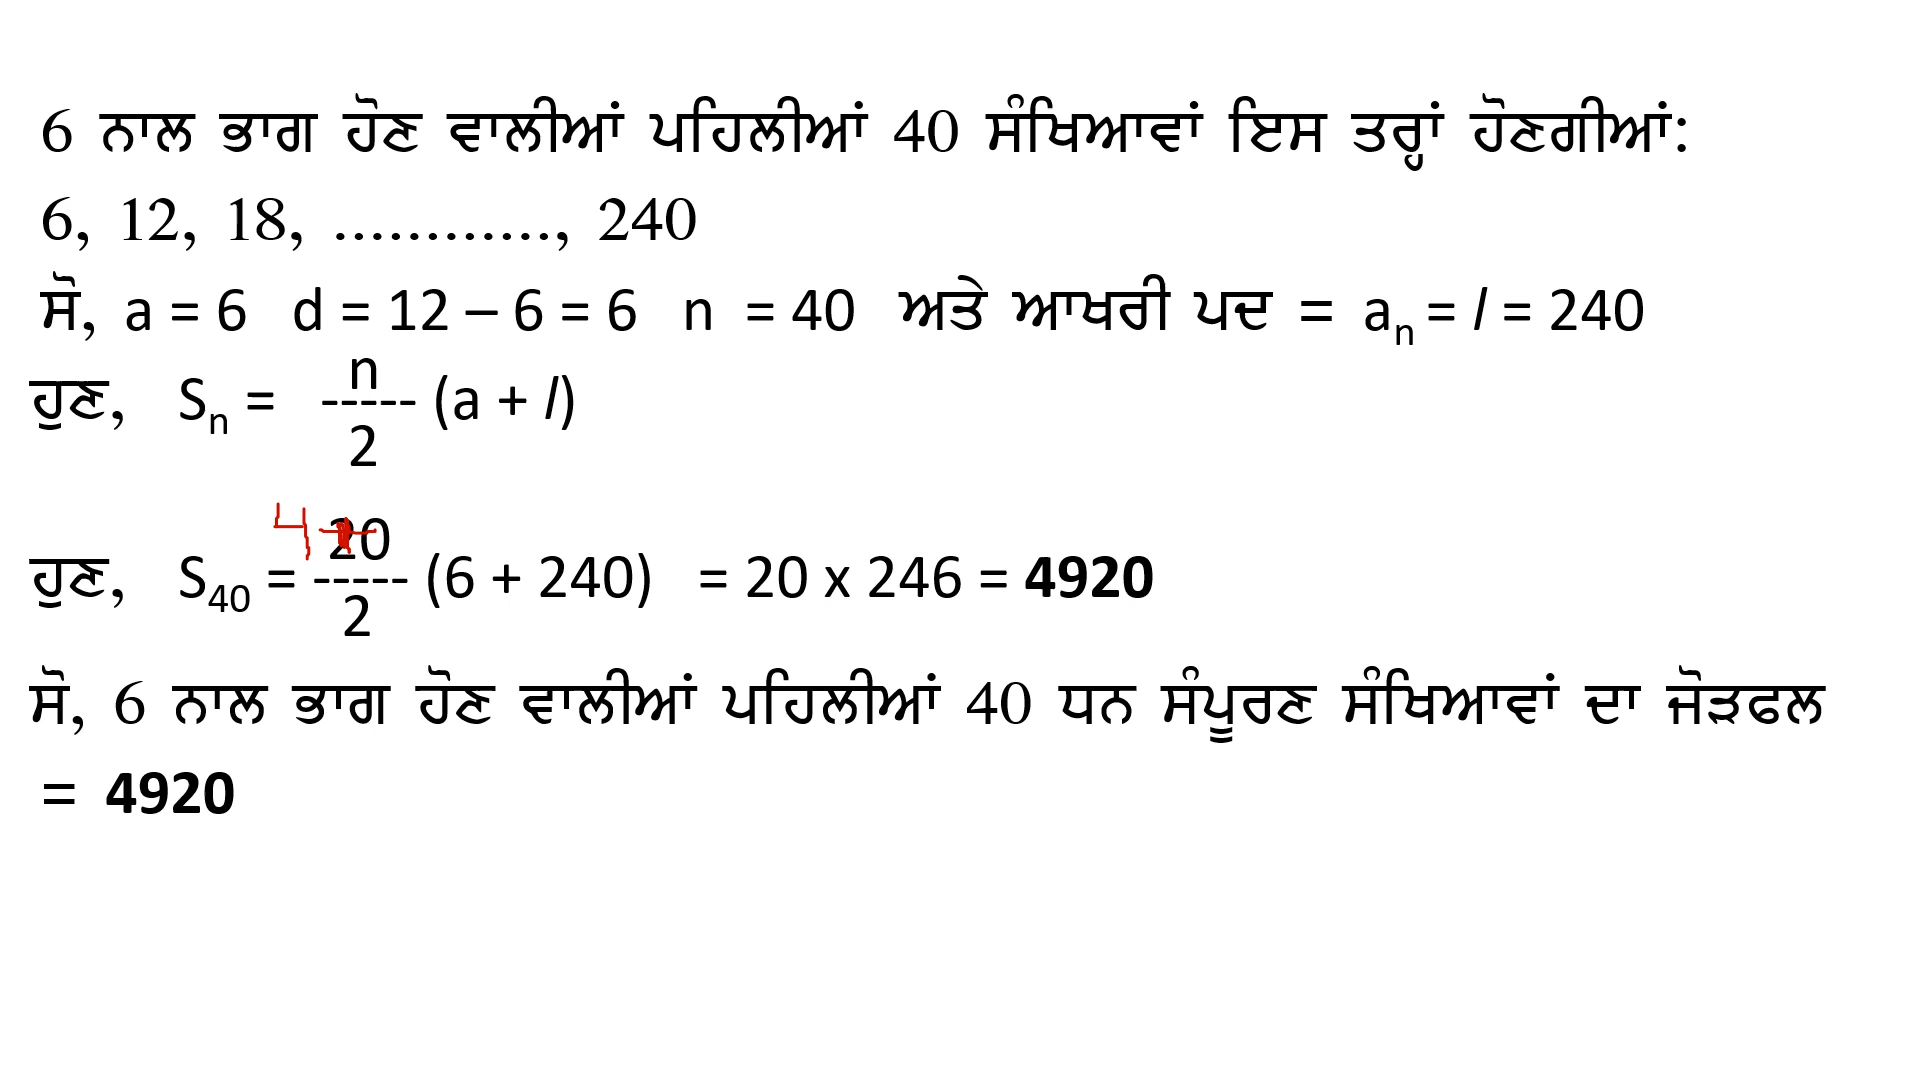 6 ਨਾਲ ਭਾਗ ਹੋਣ ਵਾਲੀਆਂ ਪਹਿਲੀਆਂ 40 ਸੰਖਿਆਵਾਂ ਇਸ ਤਰ੍ਹਾਂ ਹੋਣਗੀਆਂ:
6, 12, 18, ............, 240
ਸੋ, a = 6 d = 12 – 6 = 6 n = 40 ਅਤੇ ਆਖਰੀ ਪਦ = aₙ = l = 240
n
ਹੁਣ, Sₙ = ----- (a + l)
2
4 20
ਹੁਣ, S₄₀ = ----- (6 + 240) = 20 x 246 = 4920
2
ਸੋ, 6 ਨਾਲ ਭਾਗ ਹੋਣ ਵਾਲੀਆਂ ਪਹਿਲੀਆਂ 40 ਧਨ ਸੰਪੂਰਣ ਸੰਖਿਆਵਾਂ ਦਾ ਜੋੜਫਲ
= 4920